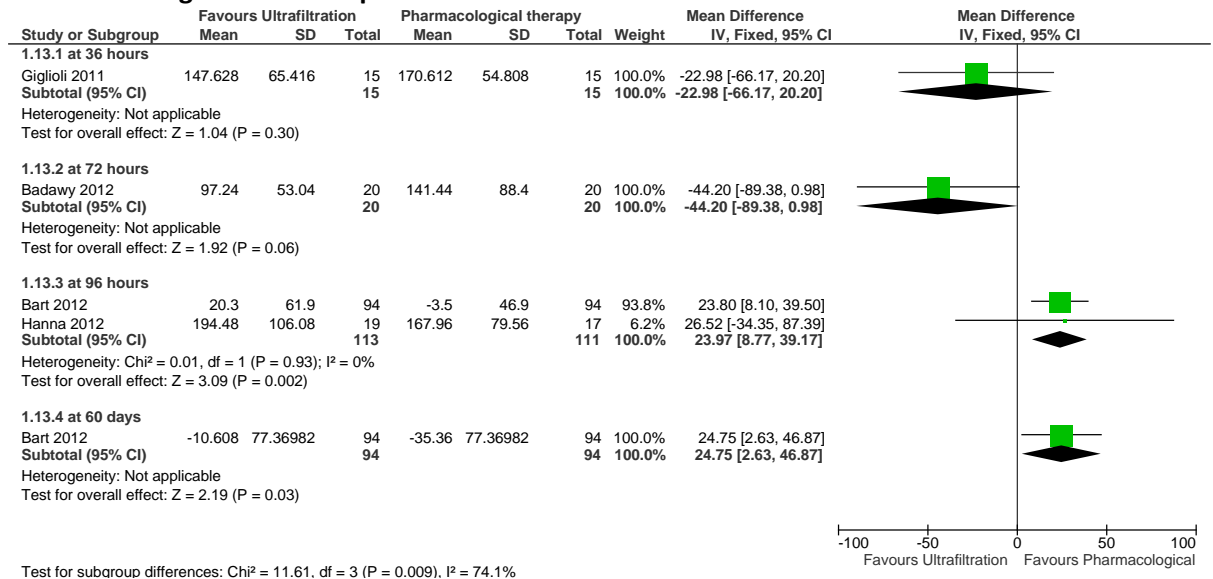 Favours Ultrafiltration Pharmacological therapy Mean Difference Mean Difference
Study or Subgroup Mean SD Total Mean SD Total Weight IV, Fixed, 95% CI IV, Fixed, 95% CI
1.13.1 at 36 hours
Giglioli 2011 147.628 65.416 15 170.612 54.808 15 100.0% -22.98 [-66.17, 20.20]
Subtotal (95% CI) 15 15 100.0% -22.98 [-66.17, 20.20]
Heterogeneity: Not applicable
Test for overall effect: Z = 1.04 (P = 0.30)
1.13.2 at 72 hours
Badawy 2012 97.24 53.04 20 141.44 88.4 20 100.0% -44.20 [-89.38, 0.98]
Subtotal (95% CI) 20 20 100.0% -44.20 [-89.38, 0.98]
Heterogeneity: Not applicable
Test for overall effect: Z = 1.92 (P = 0.06)
1.13.3 at 96 hours
Bart 2012 20.3 61.9 94 -3.5 46.9 94 93.8% 23.80 [8.10, 39.50]
Hanna 2012 194.48 106.08 19 167.96 79.56 17 6.2% 26.52 [-34.35, 87.39]
Subtotal (95% CI) 113 111 100.0% 23.97 [8.77, 39.17]
Heterogeneity: Chi² = 0.01, df = 1 (P = 0.93); I² = 0%
Test for overall effect: Z = 3.09 (P = 0.002)
1.13.4 at 60 days
Bart 2012 -10.608 77.36982 94 -35.36 77.36982 94 100.0% 24.75 [2.63, 46.87]
Subtotal (95% CI) 94 94 100.0% 24.75 [2.63, 46.87]
Heterogeneity: Not applicable
Test for overall effect: Z = 2.19 (P = 0.03)
-100 -50 0 50 100
Favours Ultrafiltration Favours Pharmacological
Test for subgroup differences: Chi² = 11.61, df = 3 (P = 0.009), I² = 74.1%